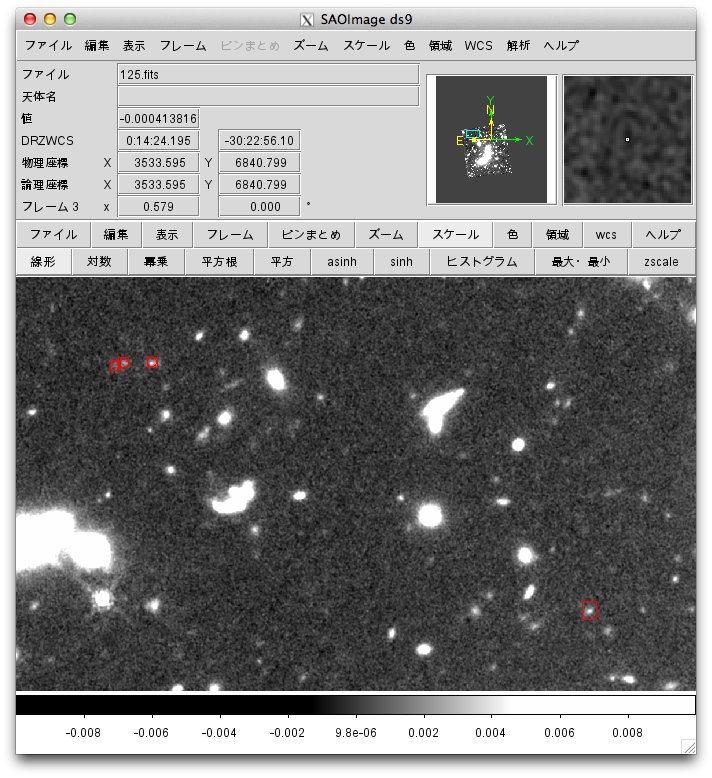 SAOImage ds9
ファイル 編集 表示 フレーム ビンまとめ ズーム スケール 色 領域 WCS 解析 ヘルプ
ファイル 125.fits
天体名
値 -0.000413816
DRZWCS 0:14:24.195 -30:22:56.10
物理座標 X 3533.595 Y 6840.799
論理座標 X 3533.595 Y 6840.799
フレーム 3 x 0.579 0.000 °
Y
N
E X
ファイル 編集 表示 フレーム ビンまとめ ズーム スケール 色 領域 wcs ヘルプ
線形 対数 冪乗 平方根 平方 asinh sinh ヒストグラム 最大・最小 zscale
-0.008 -0.006 -0.004 -0.002 9.8e-06 0.002 0.004 0.006 0.008